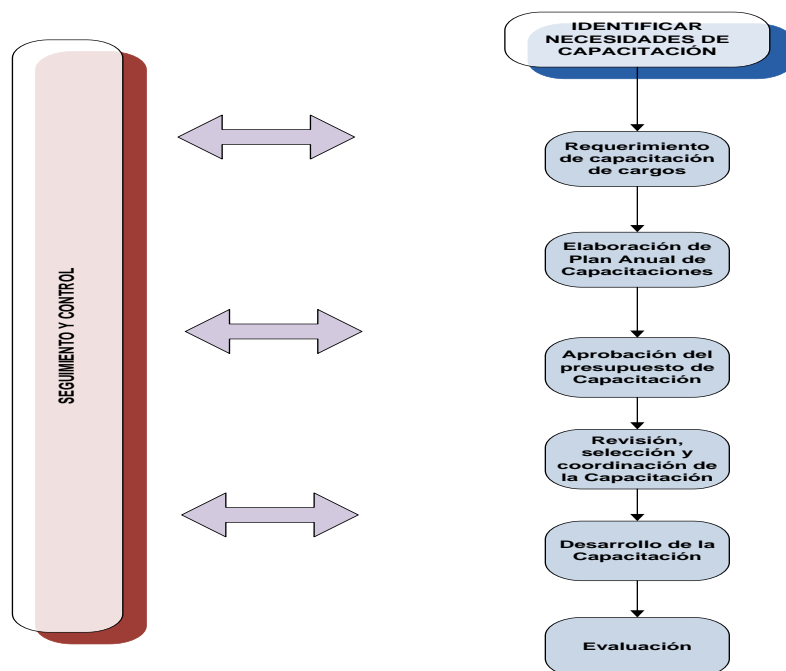 IDENTIFICAR
NECESIDADES DE
CAPACITACIÓN
Requerimiento
de capacitación
de cargos
Elaboración de
Plan Anual de
Capacitaciones
Aprobación del
presupuesto de
Capacitación
Revisión,
selección y
coordinación de
la Capacitación
Desarrollo de la
Capacitación
Evaluación
SEGUIMIENTO Y CONTROL